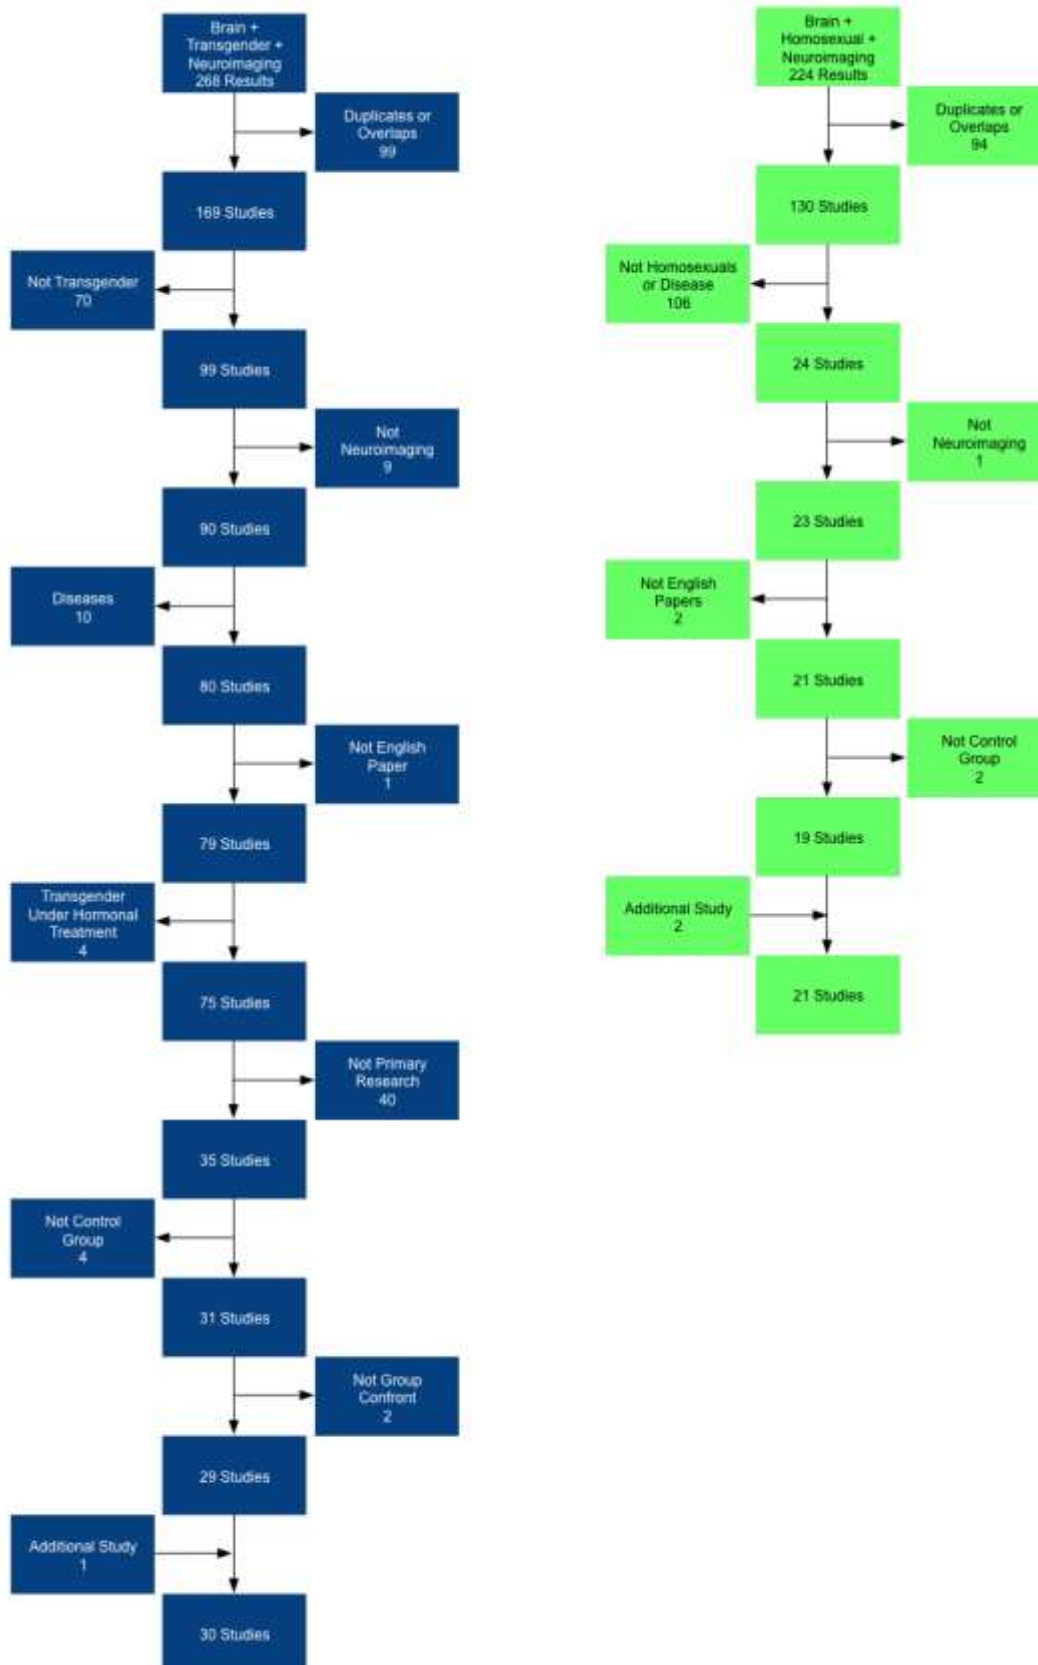 Brain +
Transgender +
Neuroimaging
268 Results
Duplicates or
Overlaps
99
169 Studies
Not Transgender
70
99 Studies
Not
Neuroimaging
9
90 Studies
Diseases
10
80 Studies
Not English
Paper
1
79 Studies
Transgender
Under Hormonal
Treatment
4
75 Studies
Not Primary
Research
40
35 Studies
Not Control
Group
4
31 Studies
Not Group
Confront
2
29 Studies
Additional Study
1
30 Studies
Brain +
Homosexual +
Neuroimaging
224 Results
Duplicates or
Overlaps
94
130 Studies
Not Homosexuals
or Disease
106
24 Studies
Not
Neuroimaging
1
23 Studies
Not English
Papers
2
21 Studies
Not Control
Group
2
19 Studies
Additional Study
2
21 Studies